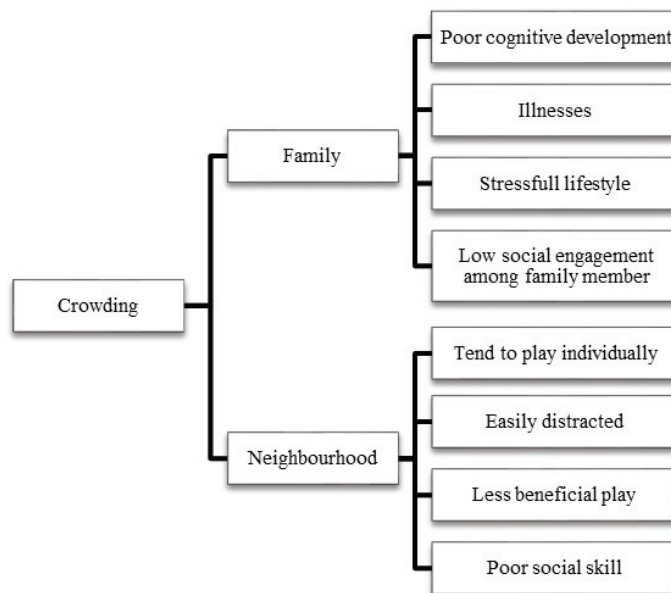 Crowding
Family
Poor cognitive development
Illnesses
Stressfull lifestyle
Low social engagement
among family member
Neighbourhood
Tend to play individually
Easily distracted
Less beneficial play
Poor social skill